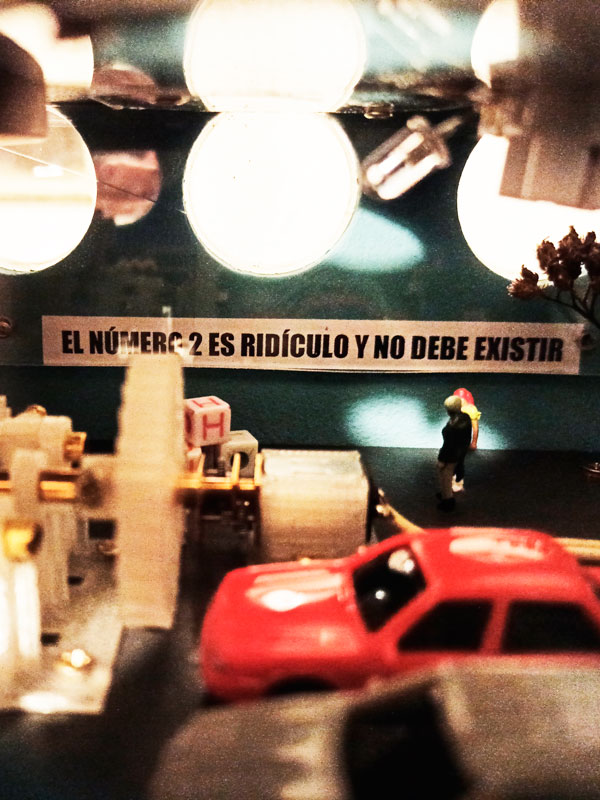 EL NÚMERO 2 ES RIDÍCULO Y NO DEBE EXISTIR
H